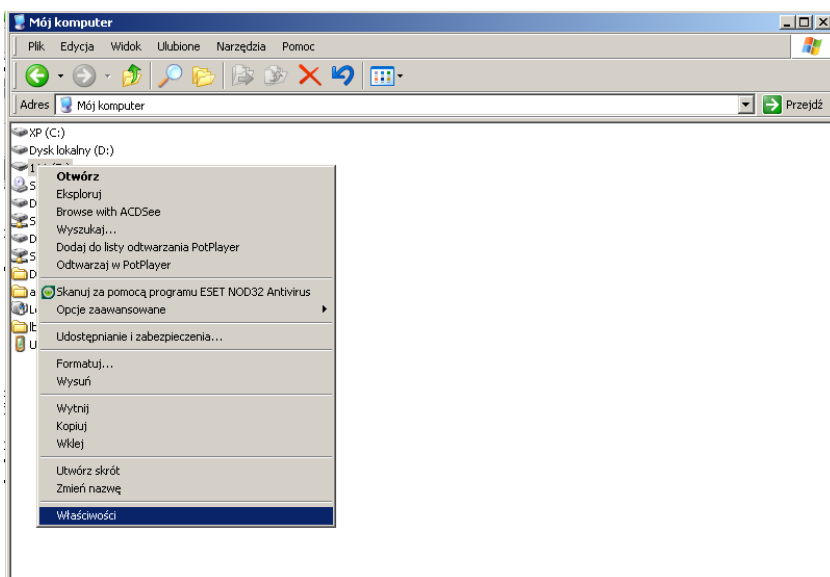 Mój komputer
Plik Edycja Widok Ulubione Narzędzia Pomoc
Adres Mój komputer Przejdź
XP (C:)
Dysk lokalny (D:)
Otwórz
Eksploruj
Browse with ACDSee
Wyszukaj...
Dodaj do listy odtwarzania PotPlayer
Odtwarzaj w PotPlayer
Skanuj za pomocą programu ESET NOD32 Antivirus
Opcje zaawansowane
Udostępnianie i zabezpieczenia...
Formatuj...
Wysuń
Wytnij
Kopiuj
Wklej
Utwórz skrót
Zmień nazwę
Właściwości